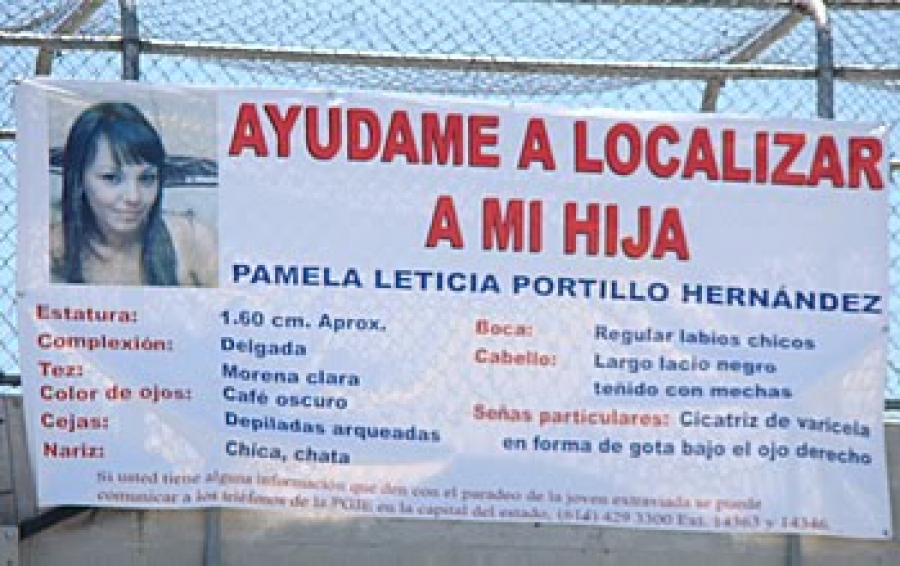 AYUDAME A LOCALIZAR
A MI HIJA
PAMELA LETICIA PORTILLO HERNÁNDEZ
Estatura: 1.60 cm. Aprox.
Complexión: Delgada
Tez: Morena clara
Color de ojos: Café oscuro
Cejas: Depiladas arqueadas
Nariz: Chica, chata
Boca: Regular labios chicos
Cabello: Largo lacio negro
teñido con mechas
Señas particulares: Cicatriz de varicela
en forma de gota bajo el ojo derecho
Si usted tiene alguna información que den con el paradeo de la joven extraviada se puede
comunicar a los teléfonos de la PGJE en la capital del estado, (614) 429 3300 Ext. 14363 y 14346.